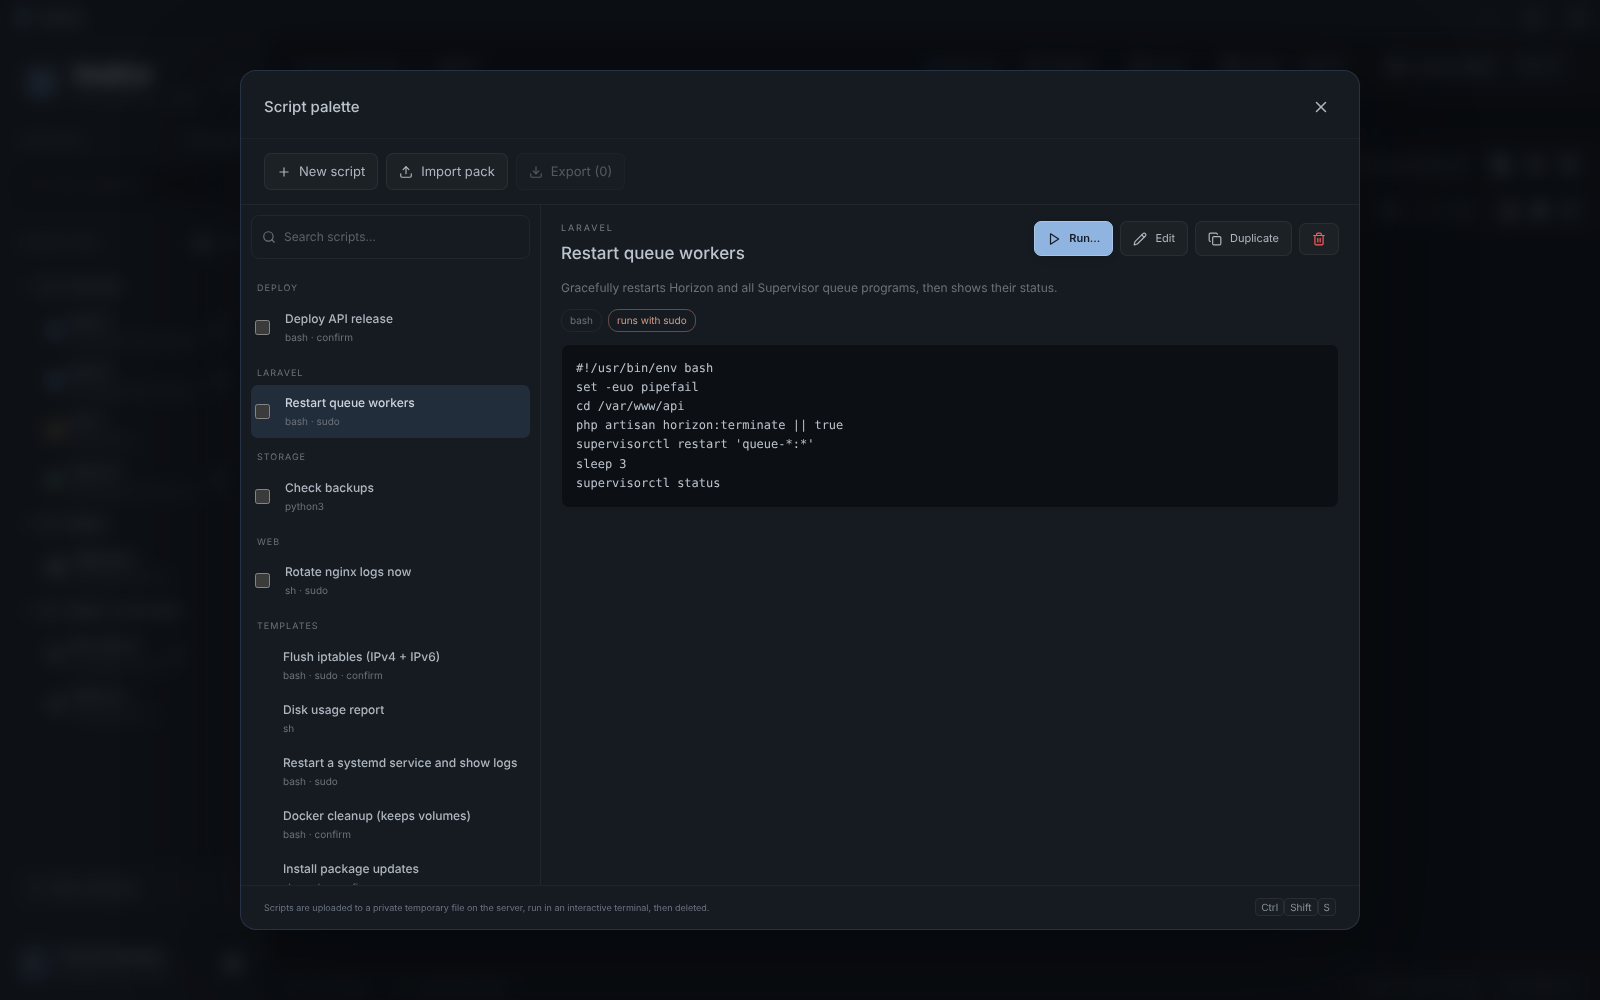 Script palette
New script
Import pack
Export (0)
Search scripts...
DEPLOY
Deploy API release
bash · confirm
LARAVEL
Restart queue workers
bash · sudo
STORAGE
Check backups
python3
WEB
Rotate nginx logs now
sh · sudo
TEMPLATES
Flush iptables (IPv4 + IPv6)
bash · sudo · confirm
Disk usage report
sh
Restart a systemd service and show logs
bash · sudo
Docker cleanup (keeps volumes)
bash · confirm
Install package updates
LARAVEL
Restart queue workers
Run...
Edit
Duplicate
Gracefully restarts Horizon and all Supervisor queue programs, then shows their status.
bash
runs with sudo
#!/usr/bin/env bash
set -euo pipefail
cd /var/www/api
php artisan horizon:terminate || true
supervisorctl restart 'queue-*:*'
sleep 3
supervisorctl status
Scripts are uploaded to a private temporary file on the server, run in an interactive terminal, then deleted.
Ctrl Shift S